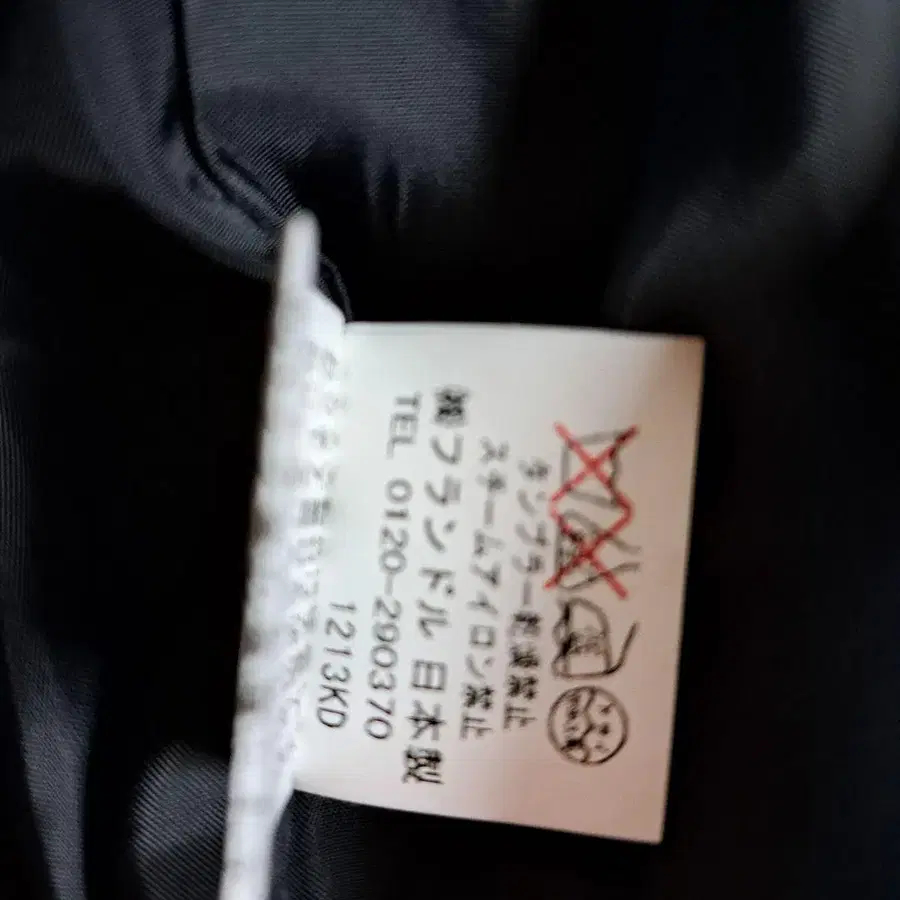 タンブラー乾燥禁止
スチームアイロン禁止
㈱フランドル 日本製
TEL 0120-290370
1213KD